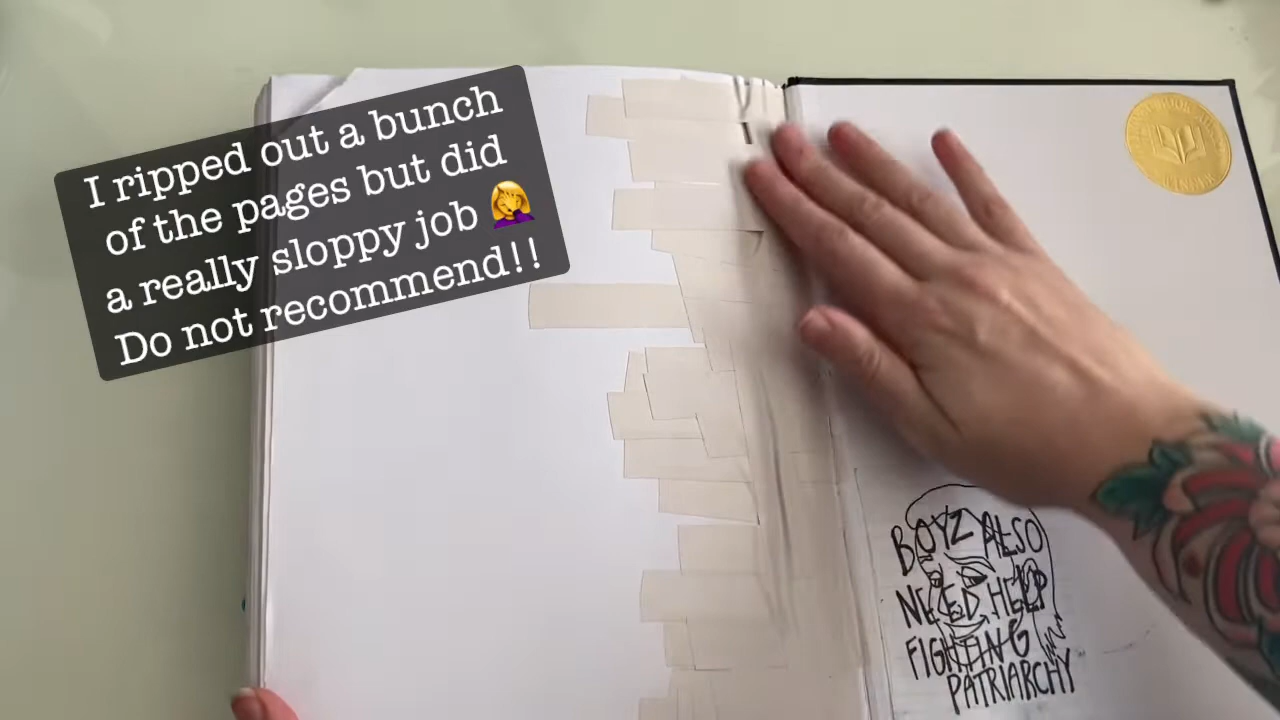 I ripped out a bunch
of the pages but did
a really sloppy job 🤦‍♀️
Do not recommend!!
BOYZ ALSO
NEED HELP
FIGHTING
PATRIARCHY